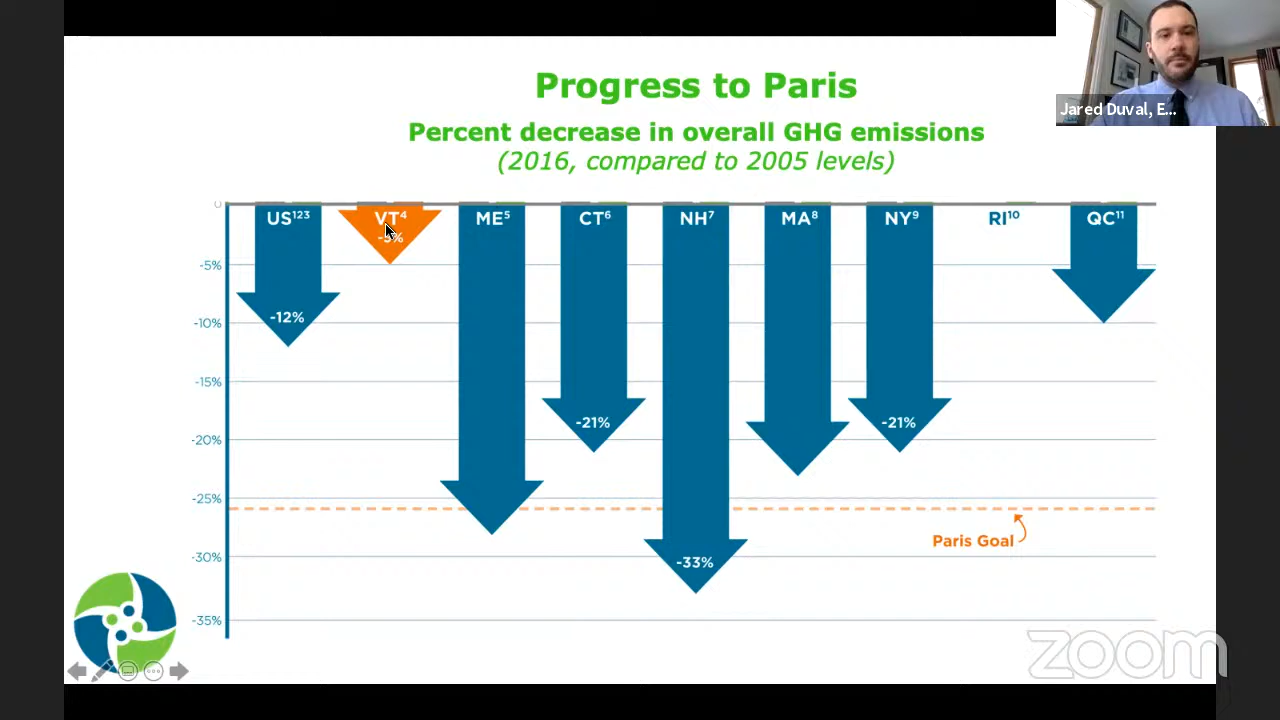 Progress to Paris
Jared Duval, E...
Percent decrease in overall GHG emissions
(2016, compared to 2005 levels)
0
US¹²³ VT⁴ ME⁵ CT⁶ NH⁷ MA⁸ NY⁹ RI¹⁰ QC¹¹
-5%
-5%
-10%
-12%
-15%
-20%
-21% -21%
-25%
Paris Goal
-30%
-33%
-35%
zoom